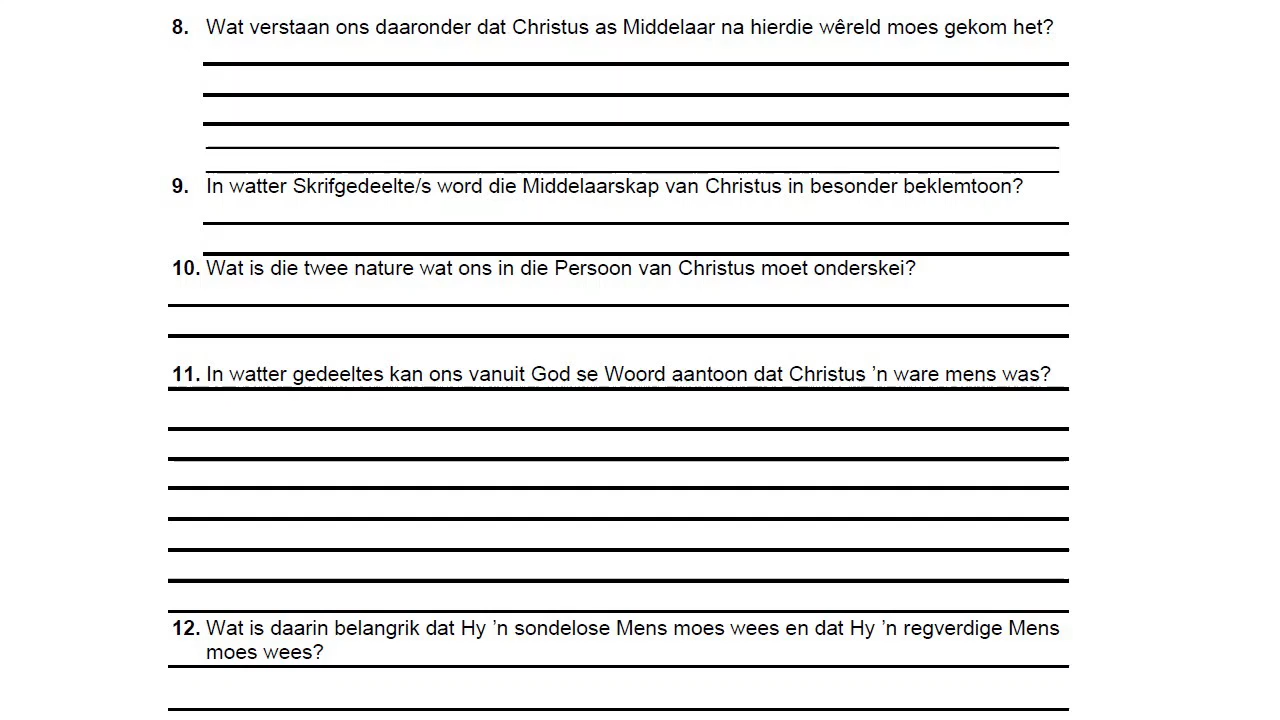 8. Wat verstaan ons daaronder dat Christus as Middelaar na hierdie wêreld moes gekom het?
9. In watter Skrifgedeelte/s word die Middelaarskap van Christus in besonder beklemtoon?
10. Wat is die twee nature wat ons in die Persoon van Christus moet onderskei?
11. In watter gedeeltes kan ons vanuit God se Woord aantoon dat Christus ’n ware mens was?
12. Wat is daarin belangrik dat Hy ’n sondelose Mens moes wees en dat Hy ’n regverdige Mens
moes wees?